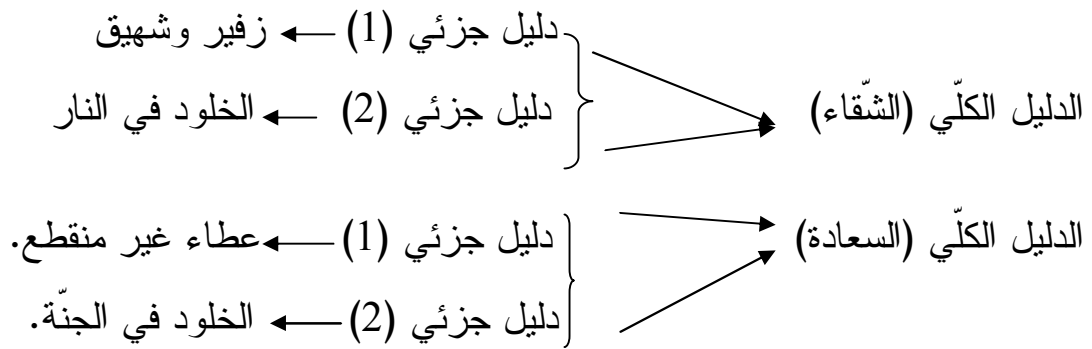 دليل جزئي (1) ← زفير وشهيق
الدليل الكلّي (الشّقاء) دليل جزئي (2) ← الخلود في النار
الدليل الكلّي (السعادة) دليل جزئي (1) ← عطاء غير منقطع.
دليل جزئي (2) ← الخلود في الجنّة.